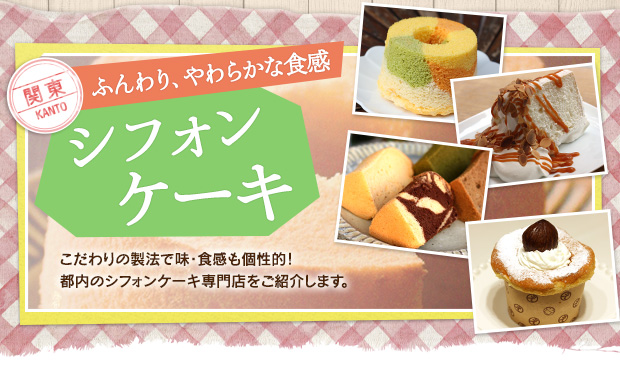 関東
KANTO
ふんわり、やわらかな食感
シフォン
ケーキ
こだわりの製法で味・食感も個性的!
都内のシフォンケーキ専門店をご紹介します。